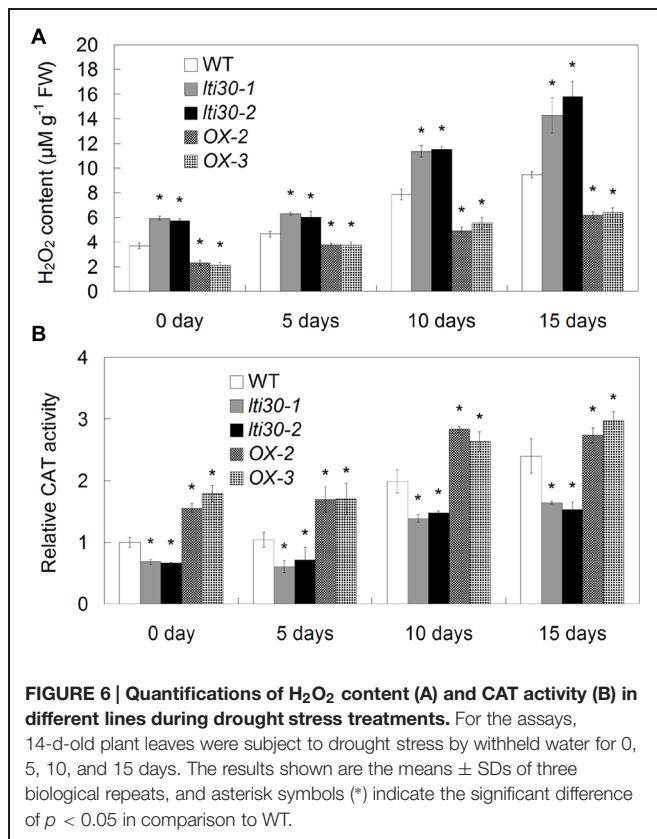 A
H₂O₂ content (µM g⁻¹ FW)
20
18
16
14
12
10
8
6
4
2
0
WT
lti30-1
lti30-2
OX-2
OX-3
* * * *
* * * *
* * * *
* * * *
0 day 5 days 10 days 15 days
B
Relative CAT activity
4
3
2
1
0
WT
lti30-1
lti30-2
OX-2
OX-3
* * * *
* * * *
* * * *
* * * *
0 day 5 days 10 days 15 days
FIGURE 6 | Quantifications of H₂O₂ content (A) and CAT activity (B) in
different lines during drought stress treatments. For the assays,
14-d-old plant leaves were subject to drought stress by withheld water for 0,
5, 10, and 15 days. The results shown are the means ± SDs of three
biological repeats, and asterisk symbols (*) indicate the significant difference
of p < 0.05 in comparison to WT.